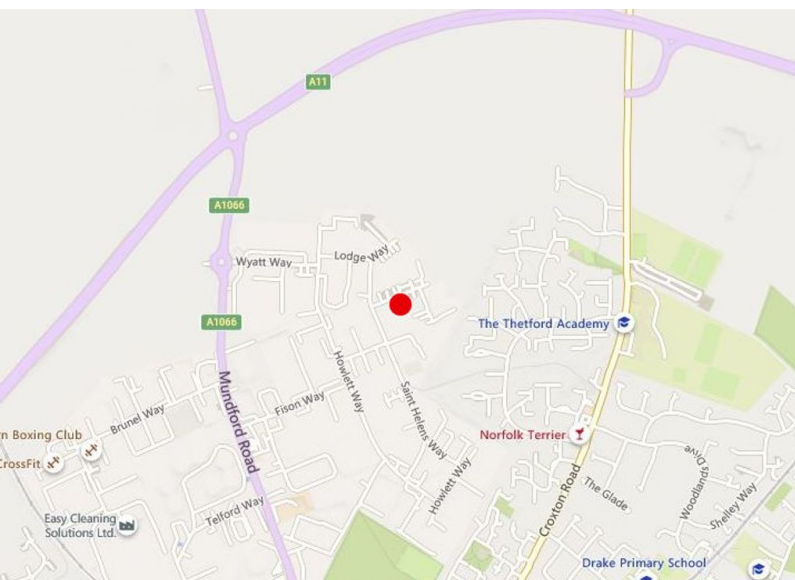 A11
A1066
Wyatt Way
Lodge Way
A1066
The Thetford Academy
Howlett Way
Mundford Road
Fison Way
Saint Helens Way
Brunel Way
rn Boxing Club
CrossFit
Norfolk Terrier
Howlett Way
Croxton Road
The Glade
Woodlands Drive
Shelley Way
Telford Way
Easy Cleaning
Solutions Ltd.
Drake Primary School